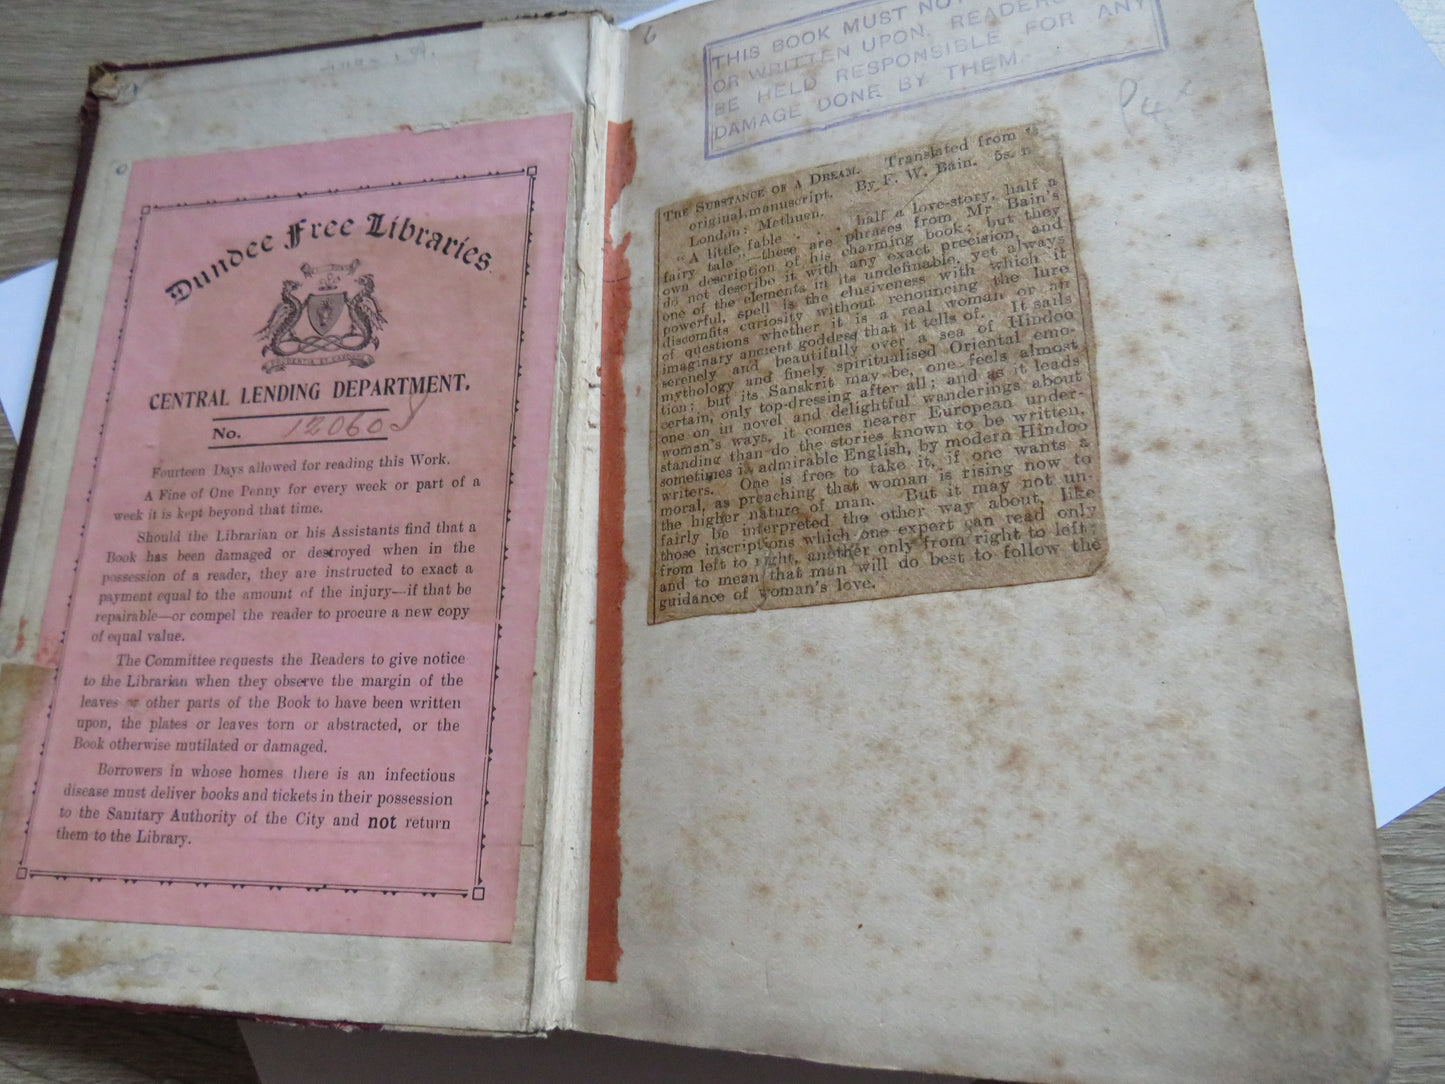 Dundee Free Libraries.
CENTRAL LENDING DEPARTMENT.
No. 120608
Fourteen Days allowed for reading this Work.
A Fine of One Penny for every week or part of a
week it is kept beyond that time.
Should the Librarian or his Assistants find that a
Book has been damaged or destroyed when in the
possession of a reader, they are instructed to exact a
payment equal to the amount of the injury—if that be
repairable—or compel the reader to procure a new copy
of equal value.
The Committee requests the Readers to give notice
to the Librarian when they observe the margin of the
leaves or other parts of the Book to have been written
upon, the plates or leaves torn or abstracted, or the
Book otherwise mutilated or damaged.
Borrowers in whose homes there is an infectious
disease must deliver books and tickets in their possession
to the Sanitary Authority of the City and not return
them to the Library.
6
THIS BOOK MUST NOT
OR WRITTEN UPON. READERS
BE HELD RESPONSIBLE FOR ANY
DAMAGE DONE BY THEM.
THE SUBSTANCE OF A DREAM. Translated from
original manuscript. By F. W. Bain. 5s. n
London: Methuen.
"A little fable . . . half a love-story, half a
fairy tale"—these are phrases from Mr Bain's
own description of his charming book; but they
do not describe it with any exact precision, and
one of the elements in its undefinable, yet always
powerful, spell is the elusiveness with which it
discomfits curiosity without renouncing the lure
of questions whether it is a real woman or an
imaginary ancient goddess that it tells of. It sails
serenely and beautifully over a sea of Hindoo
mythology and finely spiritualised Oriental emo-
tion; but its Sanskrit may be, one feels almost
certain, only top-dressing after all; and as it leads
one on in novel and delightful wanderings about
woman's ways, it comes nearer European under-
standing than do the stories known to be written,
sometimes in admirable English, by modern Hindoo
writers. One is free to take it, if one wants a
moral, as preaching that woman is rising now to
the higher nature of man. But it may not un-
fairly be interpreted the other way about, like
those inscriptions which one expert can read only
from left to right, another only from right to left;
and to mean that man will do best to follow the
guidance of woman's love.